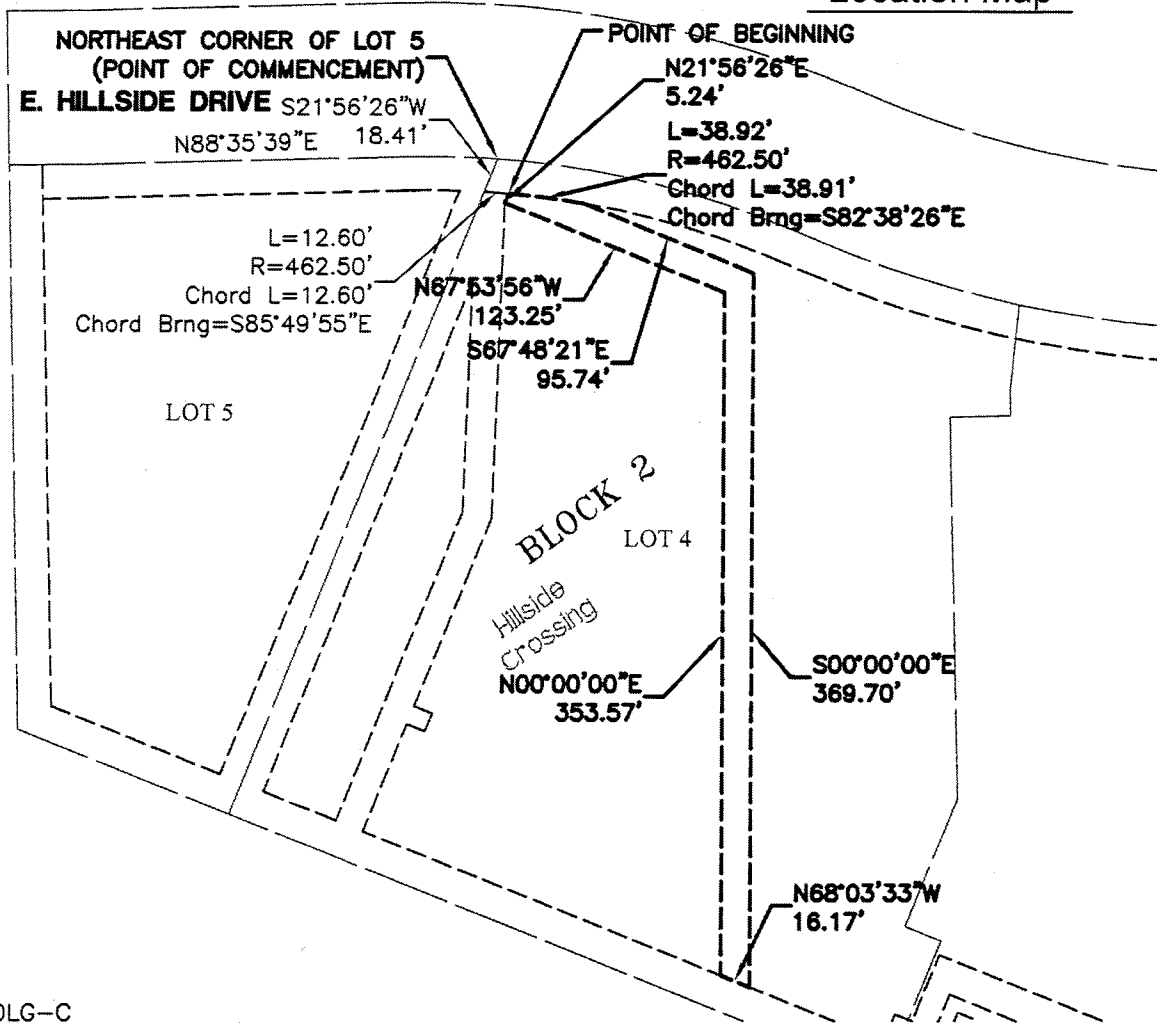 Location Map
NORTHEAST CORNER OF LOT 5
(POINT OF COMMENCEMENT)
POINT OF BEGINNING
E. HILLSIDE DRIVE
S21°56'26"W
18.41'
N88°35'39"E
N21°56'26"E
5.24'
L=38.92'
R=462.50'
Chord L=38.91'
Chord Brng=S82°38'26"E
L=12.60'
R=462.50'
Chord L=12.60'
Chord Brng=S85°49'55"E
N67°53'56"W
123.25'
S67°48'21"E
95.74'
LOT 5
BLOCK 2
LOT 4
Hillside
Crossing
N00°00'00"E
353.57'
S00°00'00"E
369.70'
N68°03'33"W
16.17'
OLG-C